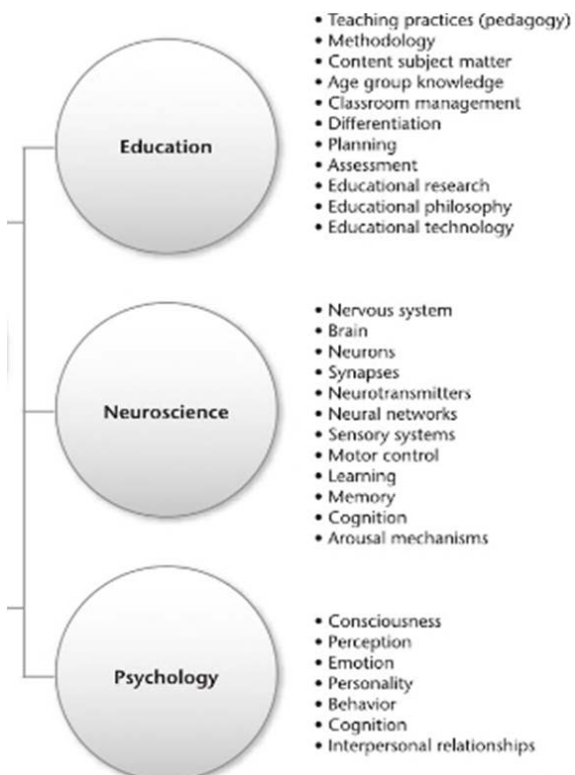 • Teaching practices (pedagogy)
• Methodology
• Content subject matter
• Age group knowledge
• Classroom management
• Differentiation
• Planning
• Assessment
• Educational research
• Educational philosophy
• Educational technology
Education
• Nervous system
• Brain
• Neurons
• Synapses
• Neurotransmitters
• Neural networks
• Sensory systems
• Motor control
• Learning
• Memory
• Cognition
• Arousal mechanisms
Neuroscience
• Consciousness
• Perception
• Emotion
• Personality
• Behavior
• Cognition
• Interpersonal relationships
Psychology